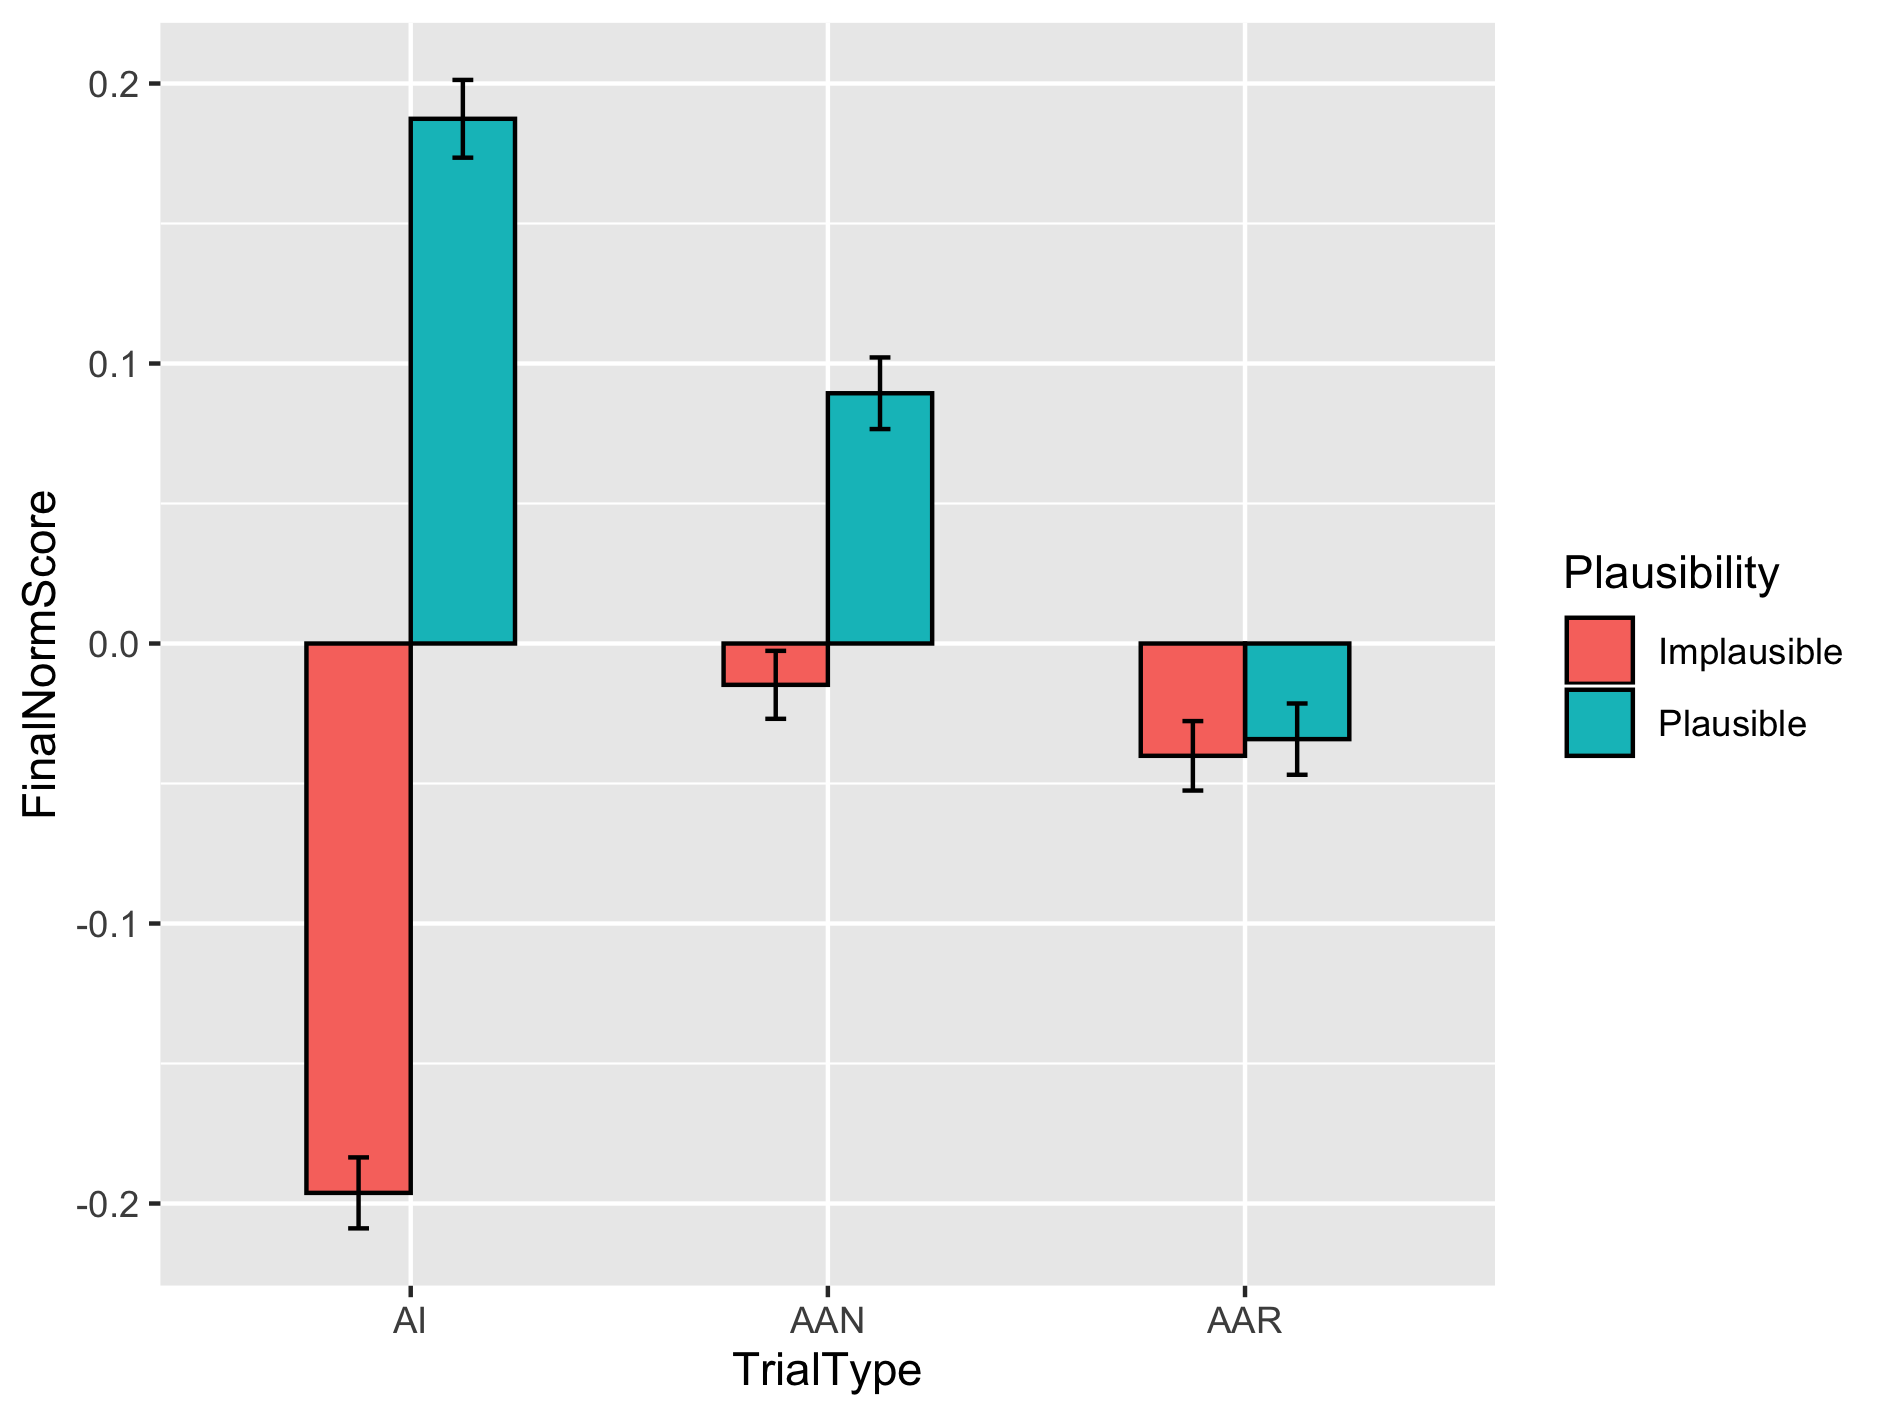 FinalNormScore
0.2
0.1
0.0
-0.1
-0.2
AI AAN AAR
TrialType
Plausibility
Implausible
Plausible